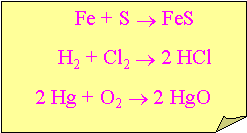 Fe + S → FeS
H₂ + Cl₂ → 2 HCl
2 Hg + O₂ → 2 HgO